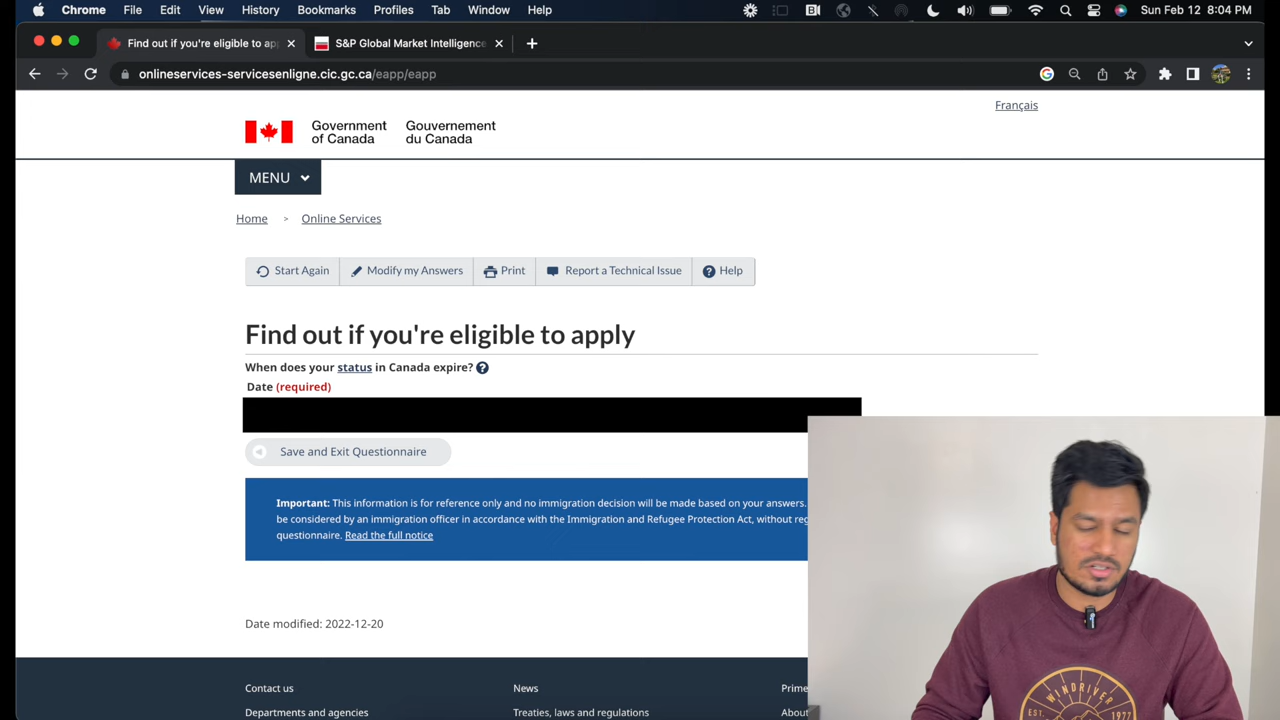 Chrome File Edit View History Bookmarks Profiles Tab Window Help Sun Feb 12 8:04 PM
Find out if you're eligible to ap S&P Global Market Intelligence
onlineservices-servicesenligne.cic.gc.ca/eapp/eapp
Français
Government Gouvernement
of Canada du Canada
MENU
Home > Online Services
Start Again Modify my Answers Print Report a Technical Issue Help
Find out if you're eligible to apply
When does your status in Canada expire?
Date (required)
Save and Exit Questionnaire
Important: This information is for reference only and no immigration decision will be made based on your answers.
be considered by an immigration officer in accordance with the Immigration and Refugee Protection Act, without reg
questionnaire. Read the full notice
Date modified: 2022-12-20
Contact us News Prime
Departments and agencies Treaties, laws and regulations Abou
WINDRIVER
EST. 1977